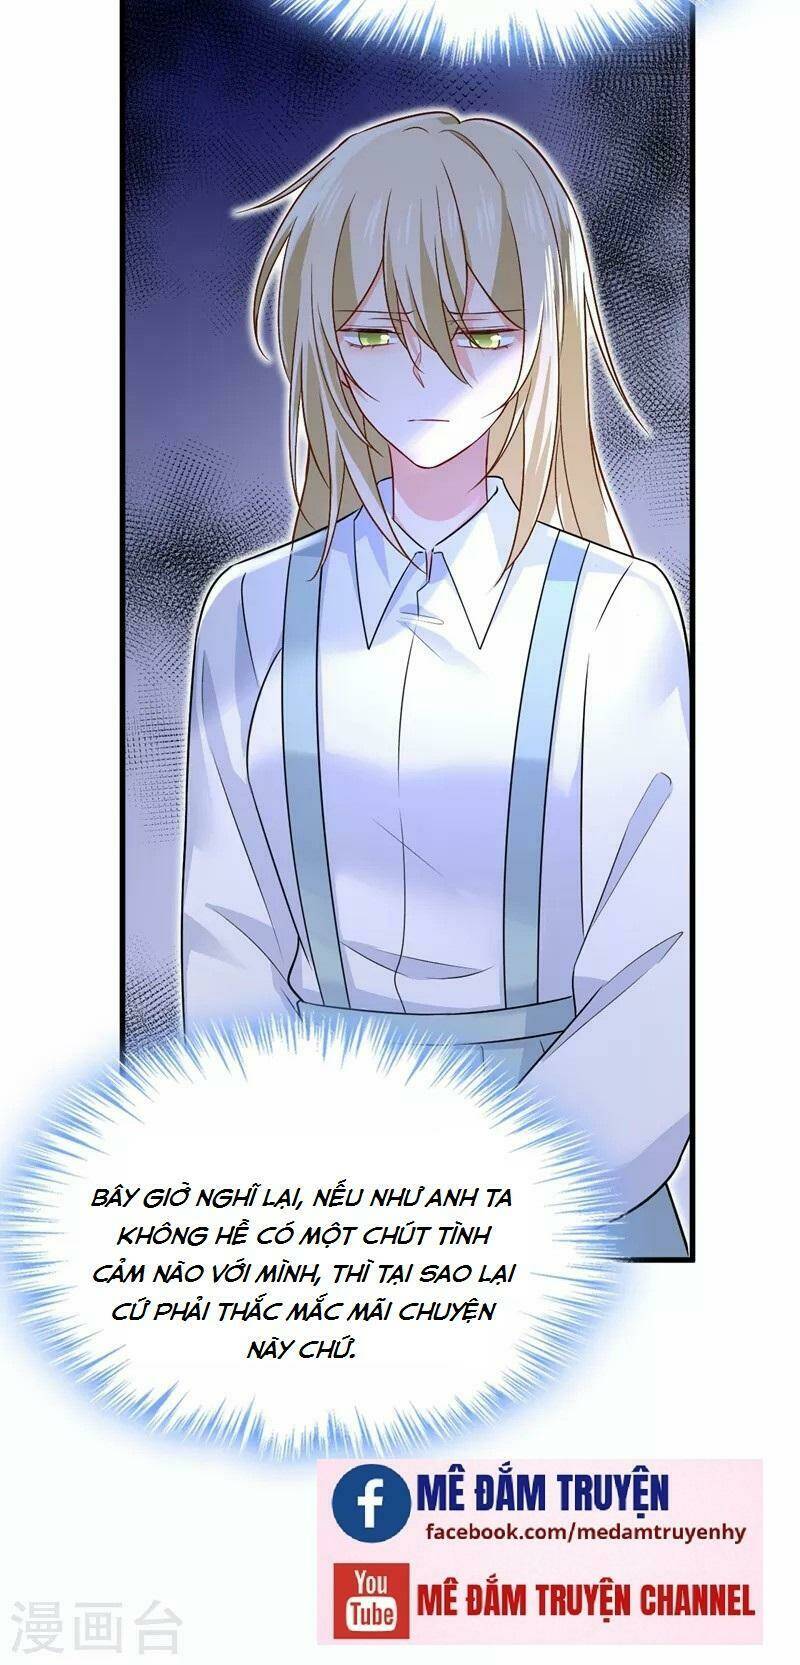 BÂY GIỜ NGHĨ LẠI, NẾU NHƯ ANH TA
KHÔNG HỀ CÓ MỘT CHÚT TÌNH
CẢM NÀO VỚI MÌNH, THÌ TẠI SAO LẠI
CỨ PHẢI THẮC MẮC MÃI CHUYỆN
NÀY CHỨ.
f MÊ ĐẮM TRUYỆN
facebook.com/medamtruyenhy
You
Tube
MÊ ĐẮM TRUYỆN CHANNEL
漫画台